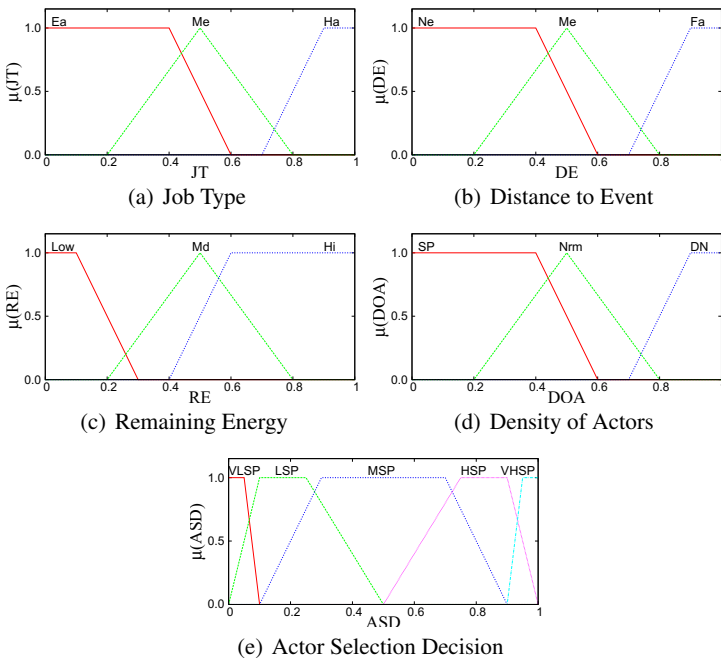 Ea Me Ha
1.0
μ(JT)
0.5
0.0
0 0.2 0.4 0.6 0.8 1
JT
(a) Job Type
Ne Me Fa
1.0
μ(DE)
0.5
0.0
0 0.2 0.4 0.6 0.8 1
DE
(b) Distance to Event
Low Md Hi
1.0
μ(RE)
0.5
0.0
0 0.2 0.4 0.6 0.8 1
RE
(c) Remaining Energy
SP Nrm DN
1.0
μ(DOA)
0.5
0.0
0 0.2 0.4 0.6 0.8
DOA
(d) Density of Actors
VLSP LSP MSP HSP VHSP
1.0
μ(ASD)
0.5
0.0
0 0.2 0.4 0.6 0.8 1
ASD
(e) Actor Selection Decision